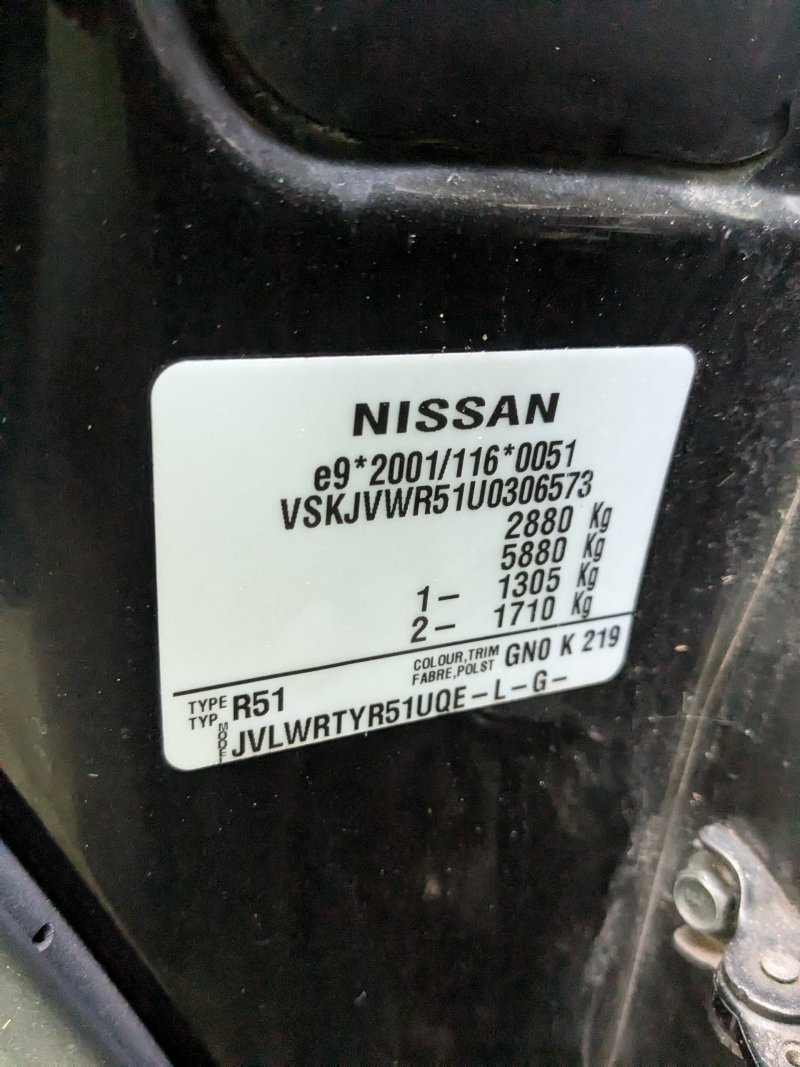 NISSAN
e9*2001/116*0051
VSKJVWR51U0306573
2880 Kg
5880 Kg
1- 1305 Kg
2- 1710 Kg
TYPE
TYP R51
COLOUR,TRIM
FABRE,POLST GN0 K 219
MODEL JVLWRTYR51UQE-L-G-